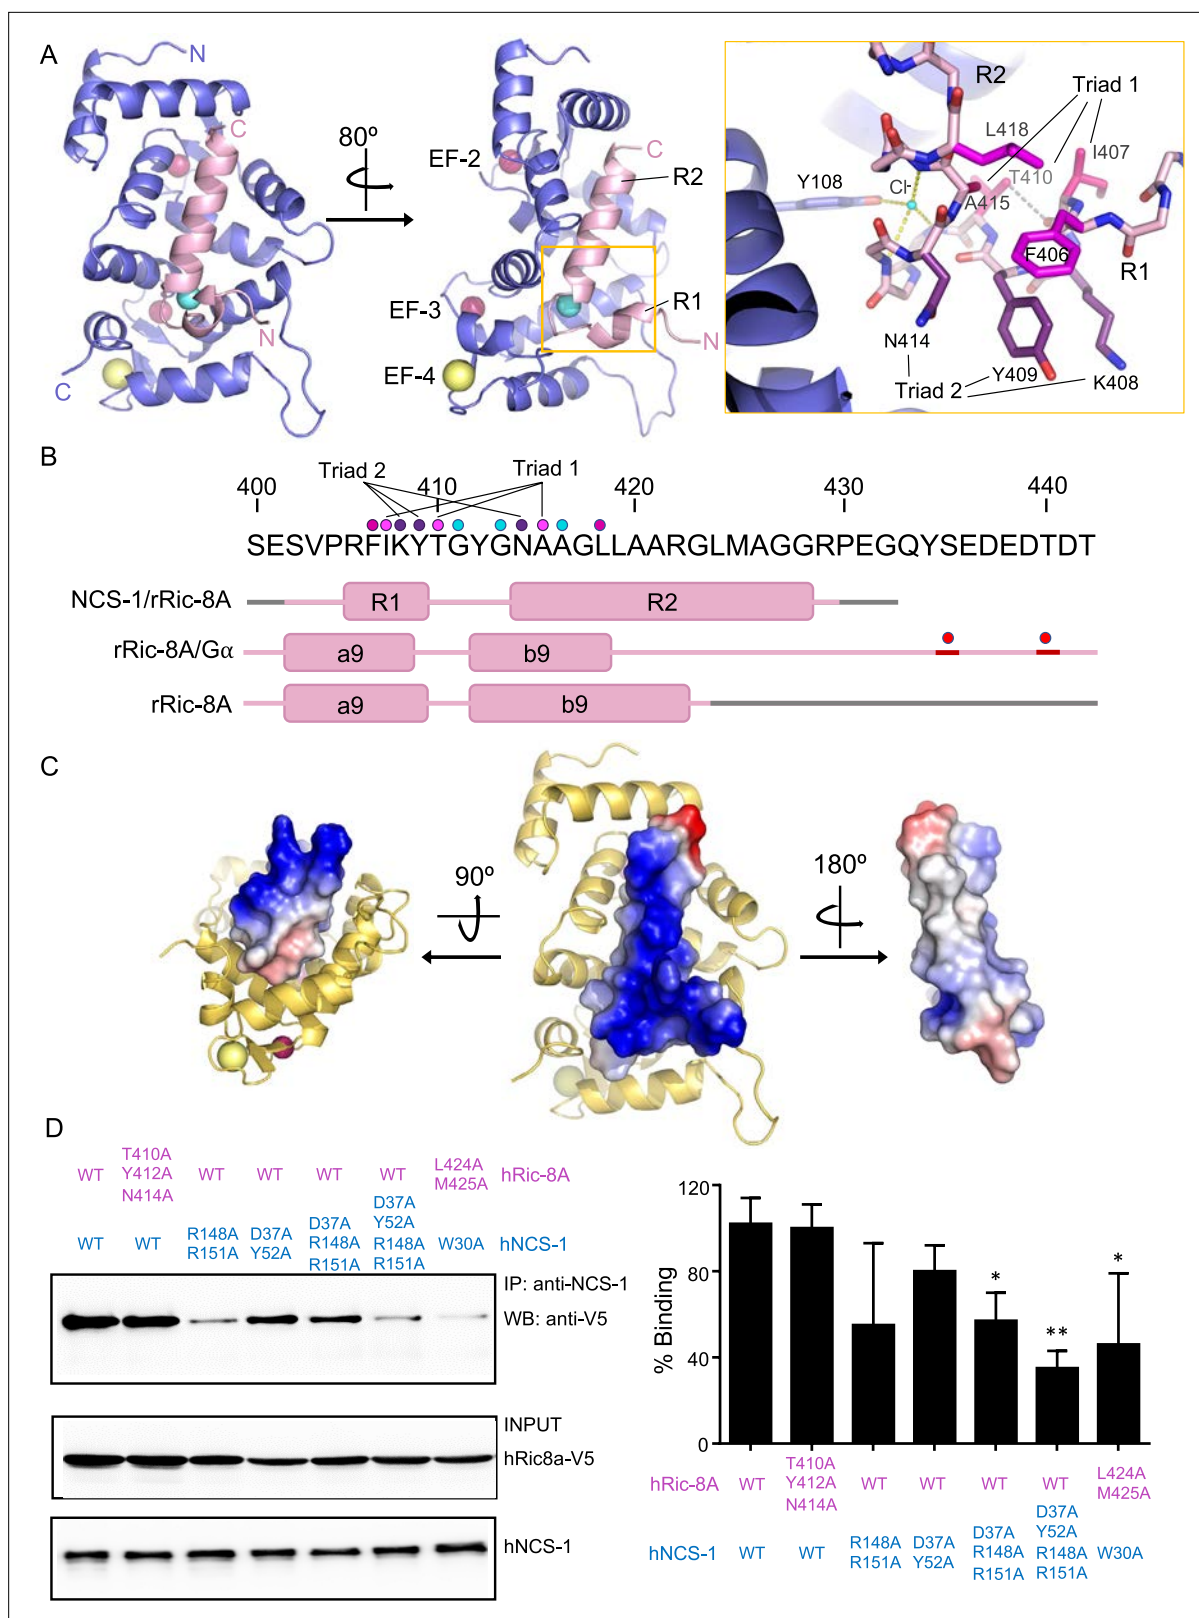 A
N
C
N
C
80º
EF-2
EF-3
EF-4
C
R2
R1
N
R2
Triad 1
L418
I407
T410
Y108
Cl-
A415
F406
R1
N414
Y409
Triad 2
K408
B
Triad 2
Triad 1
400
410
420
430
440
SESVPRFIKYTGYGNAAGLLAARGLMAGGRPEGQYSEDEDTDT
NCS-1/rRic-8A
R1
R2
rRic-8A/Gα
a9
b9
rRic-8A
a9
b9
C
90º
180º
D
WT
T410A
Y412A
N414A
WT
WT
WT
WT
L424A
M425A
hRic-8A
WT
WT
R148A
R151A
D37A
Y52A
D37A
R148A
R151A
D37A
Y52A
R148A
R151A
W30A
hNCS-1
IP: anti-NCS-1
WB: anti-V5
INPUT
hRic8a-V5
hNCS-1
% Binding
120
80
40
0
*
**
*
hRic-8A
WT
T410A
Y412A
N414A
WT
WT
WT
WT
L424A
M425A
hNCS-1
WT
WT
R148A
R151A
D37A
Y52A
D37A
R148A
R151A
D37A
Y52A
R148A
R151A
W30A